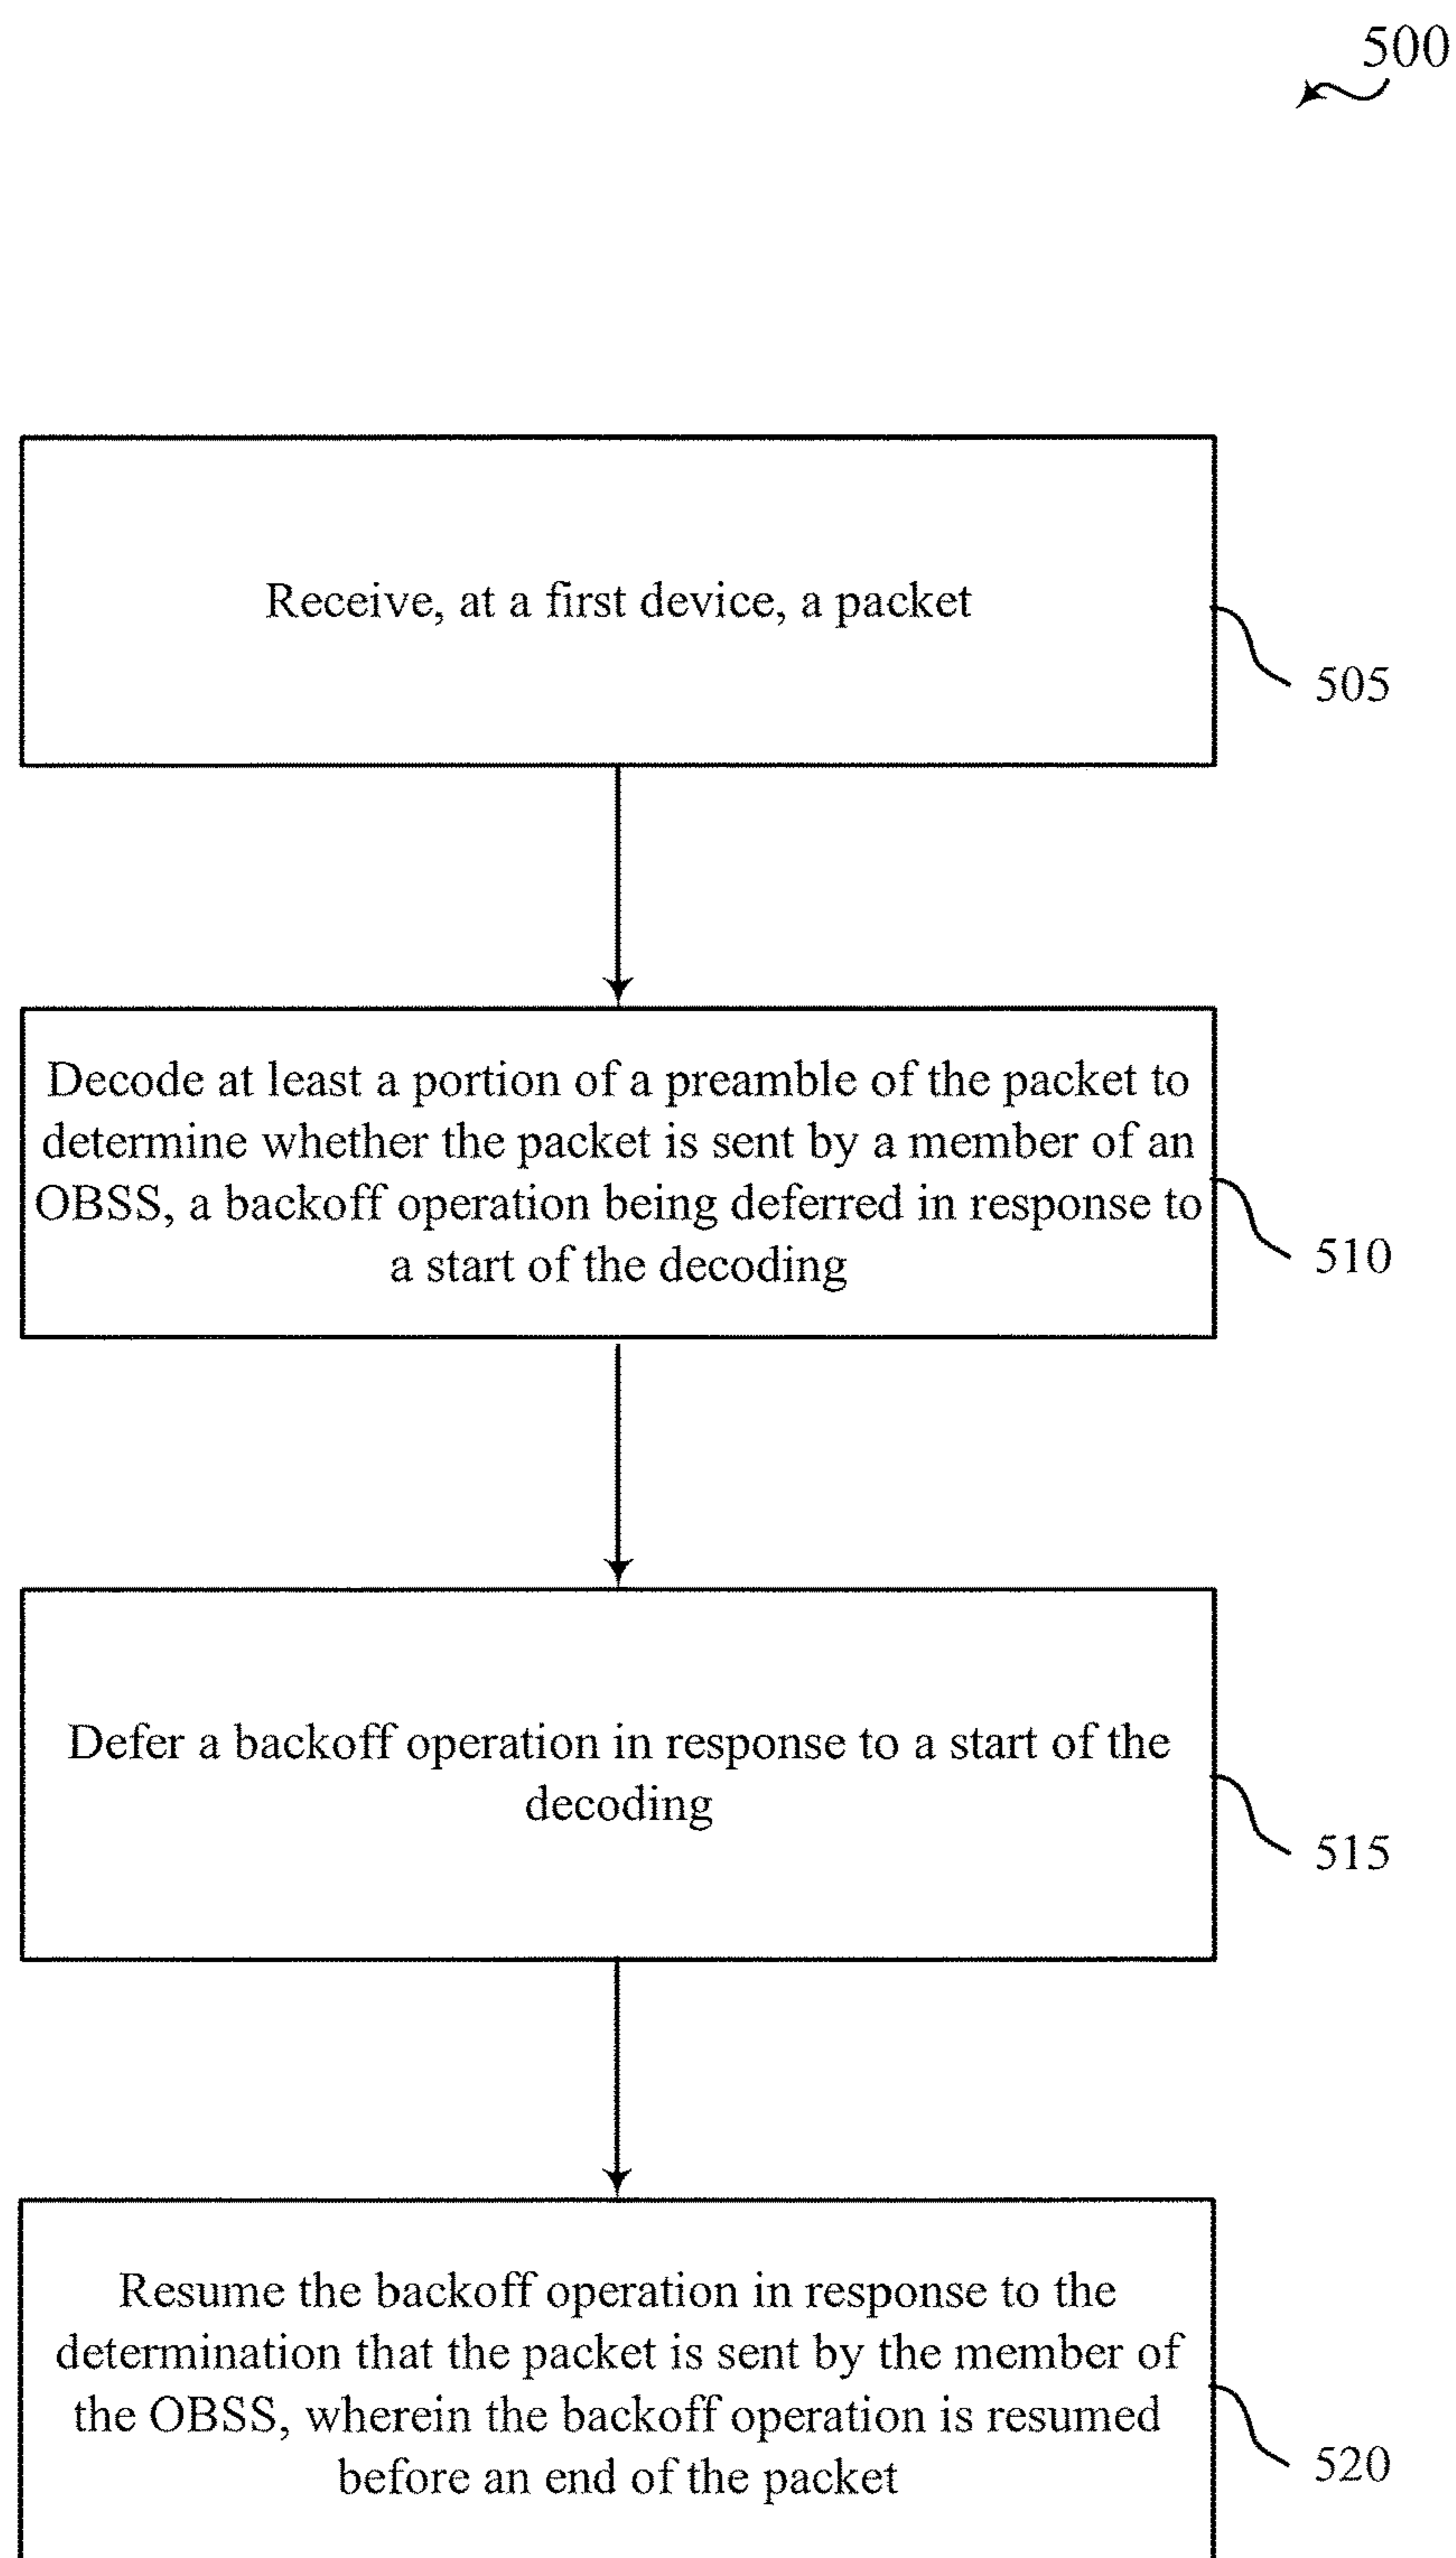 500
Receive, at a first device, a packet
505
Decode at least a portion of a preamble of the packet to
determine whether the packet is sent by a member of an
OBSS, a backoff operation being deferred in response to
a start of the decoding
510
Defer a backoff operation in response to a start of the
decoding
515
Resume the backoff operation in response to the
determination that the packet is sent by the member of
the OBSS, wherein the backoff operation is resumed
before an end of the packet
520